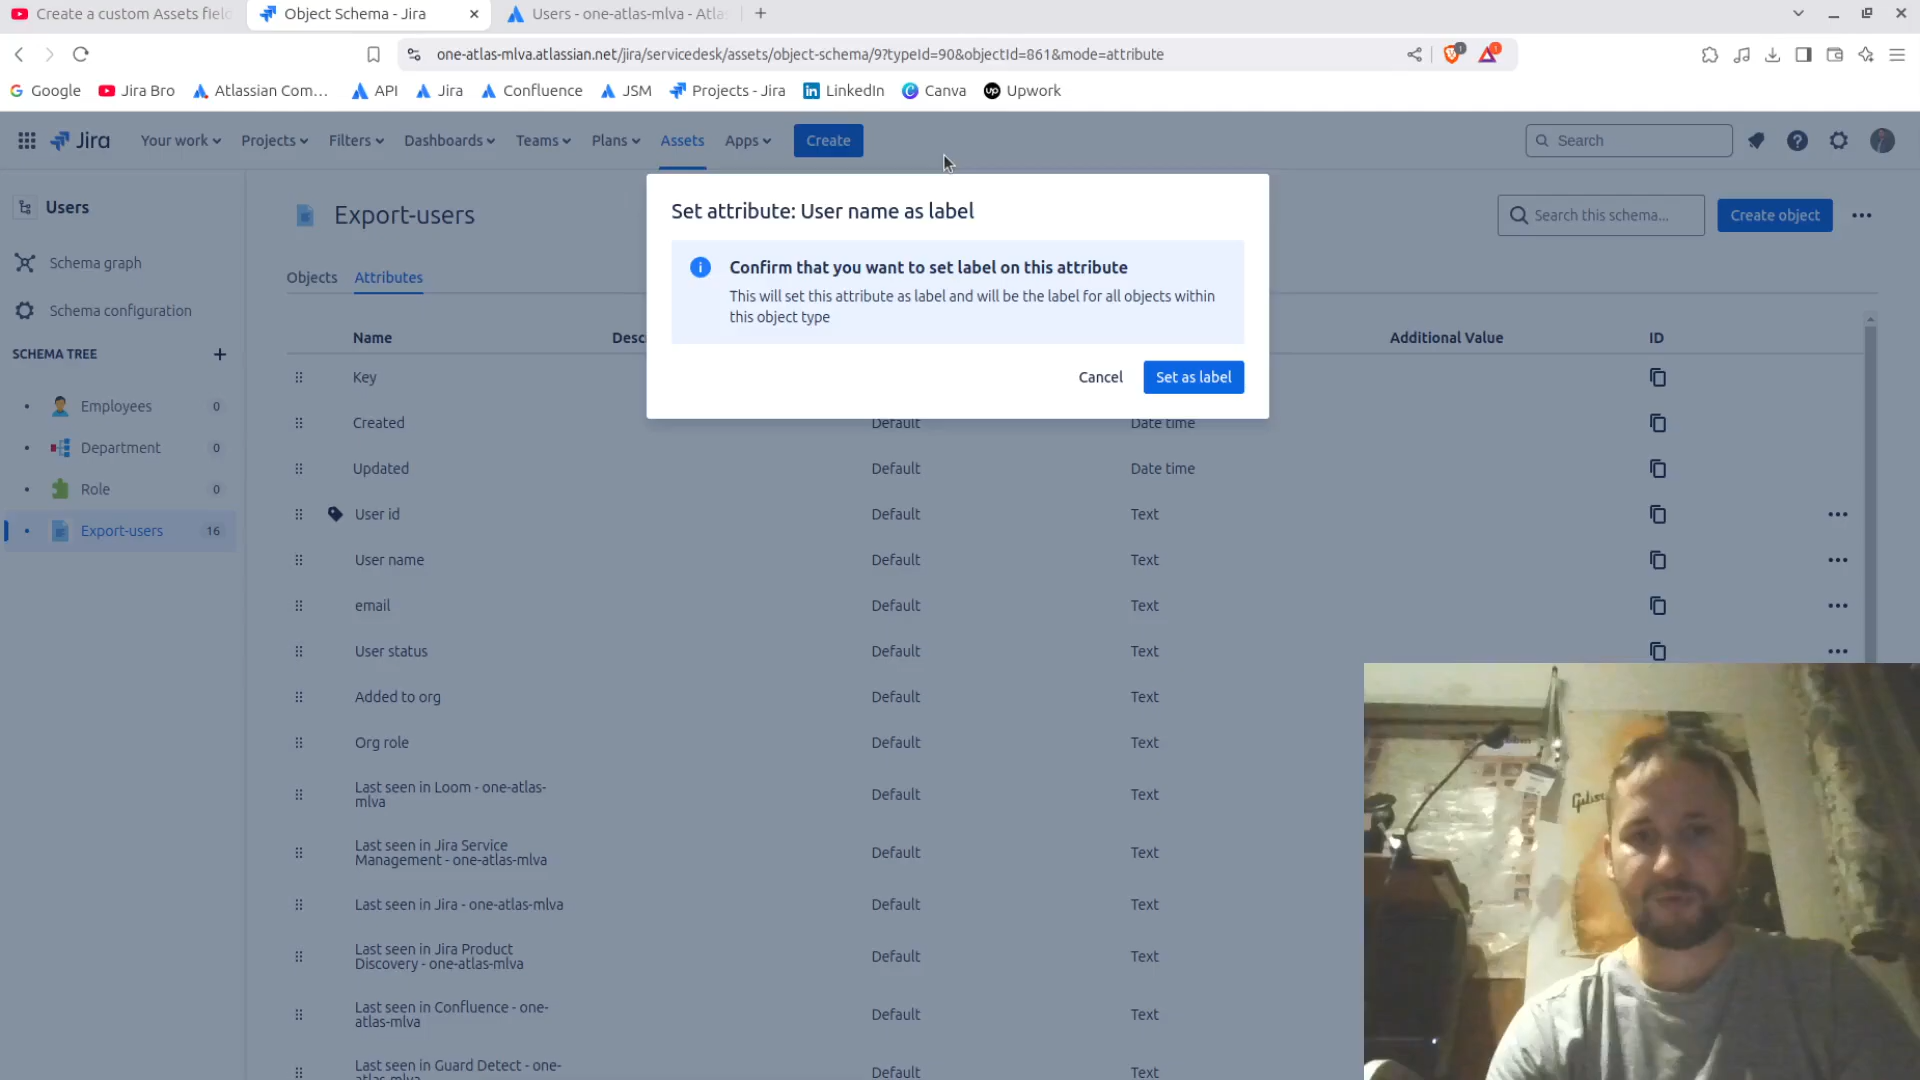 Create a custom Assets fiel
Object Schema - Jira
Users - one-atlas-mlva - Atla
one-atlas-mlva.atlassian.net/jira/servicedesk/assets/object-schema/9?typeId=90&objectId=861&mode=attribute
Google
Jira Bro
Atlassian Com...
API
Jira
Confluence
JSM
Projects - Jira
LinkedIn
Canva
Upwork
Jira
Your work
Projects
Filters
Dashboards
Teams
Plans
Assets
Apps
Create
Search
Users
Schema graph
Schema configuration
SCHEMA TREE
Employees 0
Department 0
Role 0
Export-users 16
Export-users
Search this schema...
Create object
Objects
Attributes
Set attribute: User name as label
Confirm that you want to set label on this attribute
This will set this attribute as label and will be the label for all objects within
this object type
Cancel
Set as label
Name Desc Additional Value ID
Key
Created Default Date time
Updated Default Date time
User id Default Text
User name Default Text
email Default Text
User status Default Text
Added to org Default Text
Org role Default Text
Last seen in Loom - one-atlas-
mlva Default Text
Last seen in Jira Service
Management - one-atlas-mlva Default Text
Last seen in Jira - one-atlas-mlva Default Text
Last seen in Jira Product
Discovery - one-atlas-mlva Default Text
Last seen in Confluence - one-
atlas-mlva Default Text
Last seen in Guard Detect - one-
atlas-mlva Default Text